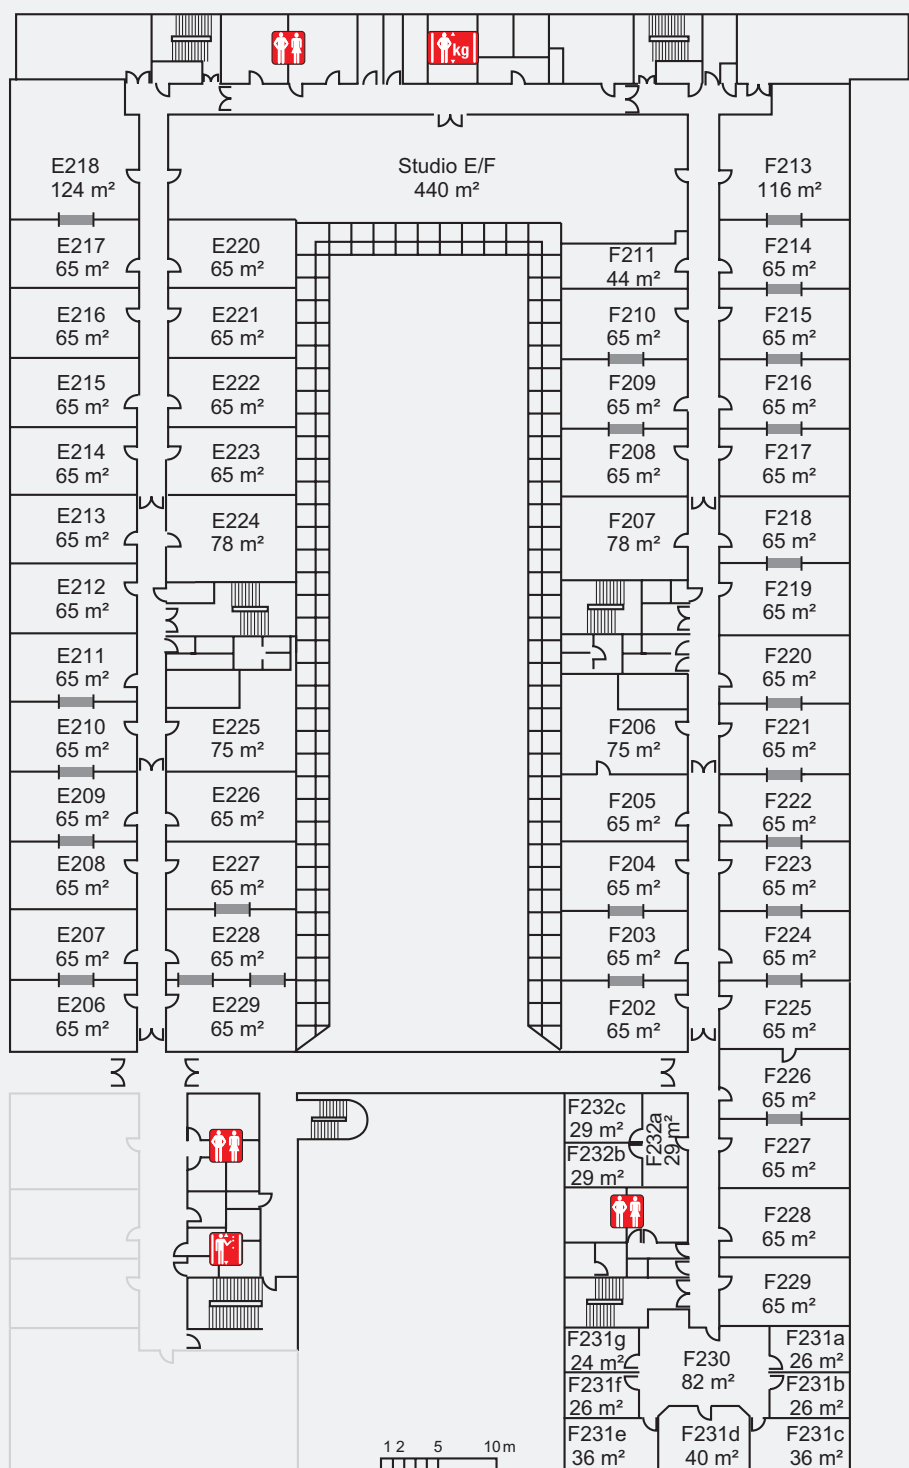 kg
E218
124 m²
Studio E/F
440 m²
F213
116 m²
E217
65 m²
E220
65 m²
F211
44 m²
F214
65 m²
E216
65 m²
E221
65 m²
F210
65 m²
F215
65 m²
E215
65 m²
E222
65 m²
F209
65 m²
F216
65 m²
E214
65 m²
E223
65 m²
F208
65 m²
F217
65 m²
E213
65 m²
E224
78 m²
F207
78 m²
F218
65 m²
E212
65 m²
F219
65 m²
E211
65 m²
F220
65 m²
E210
65 m²
E225
75 m²
F206
75 m²
F221
65 m²
E209
65 m²
E226
65 m²
F205
65 m²
F222
65 m²
E208
65 m²
E227
65 m²
F204
65 m²
F223
65 m²
E207
65 m²
E228
65 m²
F203
65 m²
F224
65 m²
E206
65 m²
E229
65 m²
F202
65 m²
F225
65 m²
F226
65 m²
F232c
29 m²
F232a
29 m²
F232b
29 m²
F227
65 m²
F228
65 m²
F229
65 m²
F231g
24 m²
F230
82 m²
F231a
26 m²
F231f
26 m²
F231b
26 m²
F231e
36 m²
F231d
40 m²
F231c
36 m²
1 2 5 10 m